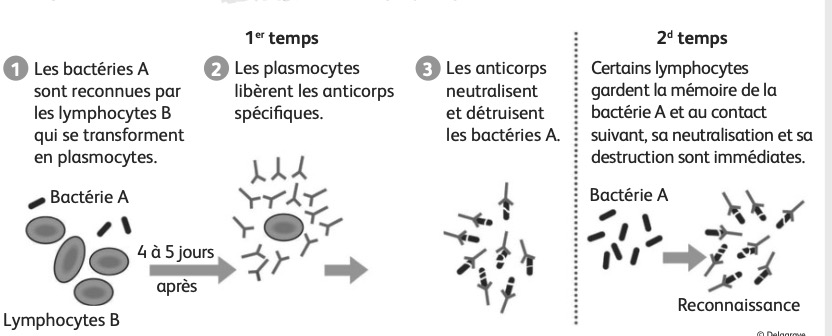 1er temps
1 Les bactéries A
sont reconnues par
les lymphocytes B
qui se transforment
en plasmocytes.
2 Les plasmocytes
libèrent les anticorps
spécifiques.
3 Les anticorps
neutralisent
et détruisent
les bactéries A.
Bactérie A
4 à 5 jours
après
Lymphocytes B
2d temps
Certains lymphocytes
gardent la mémoire de la
bactérie A et au contact
suivant, sa neutralisation et sa
destruction sont immédiates.
Bactérie A
Reconnaissance
© Delagrave